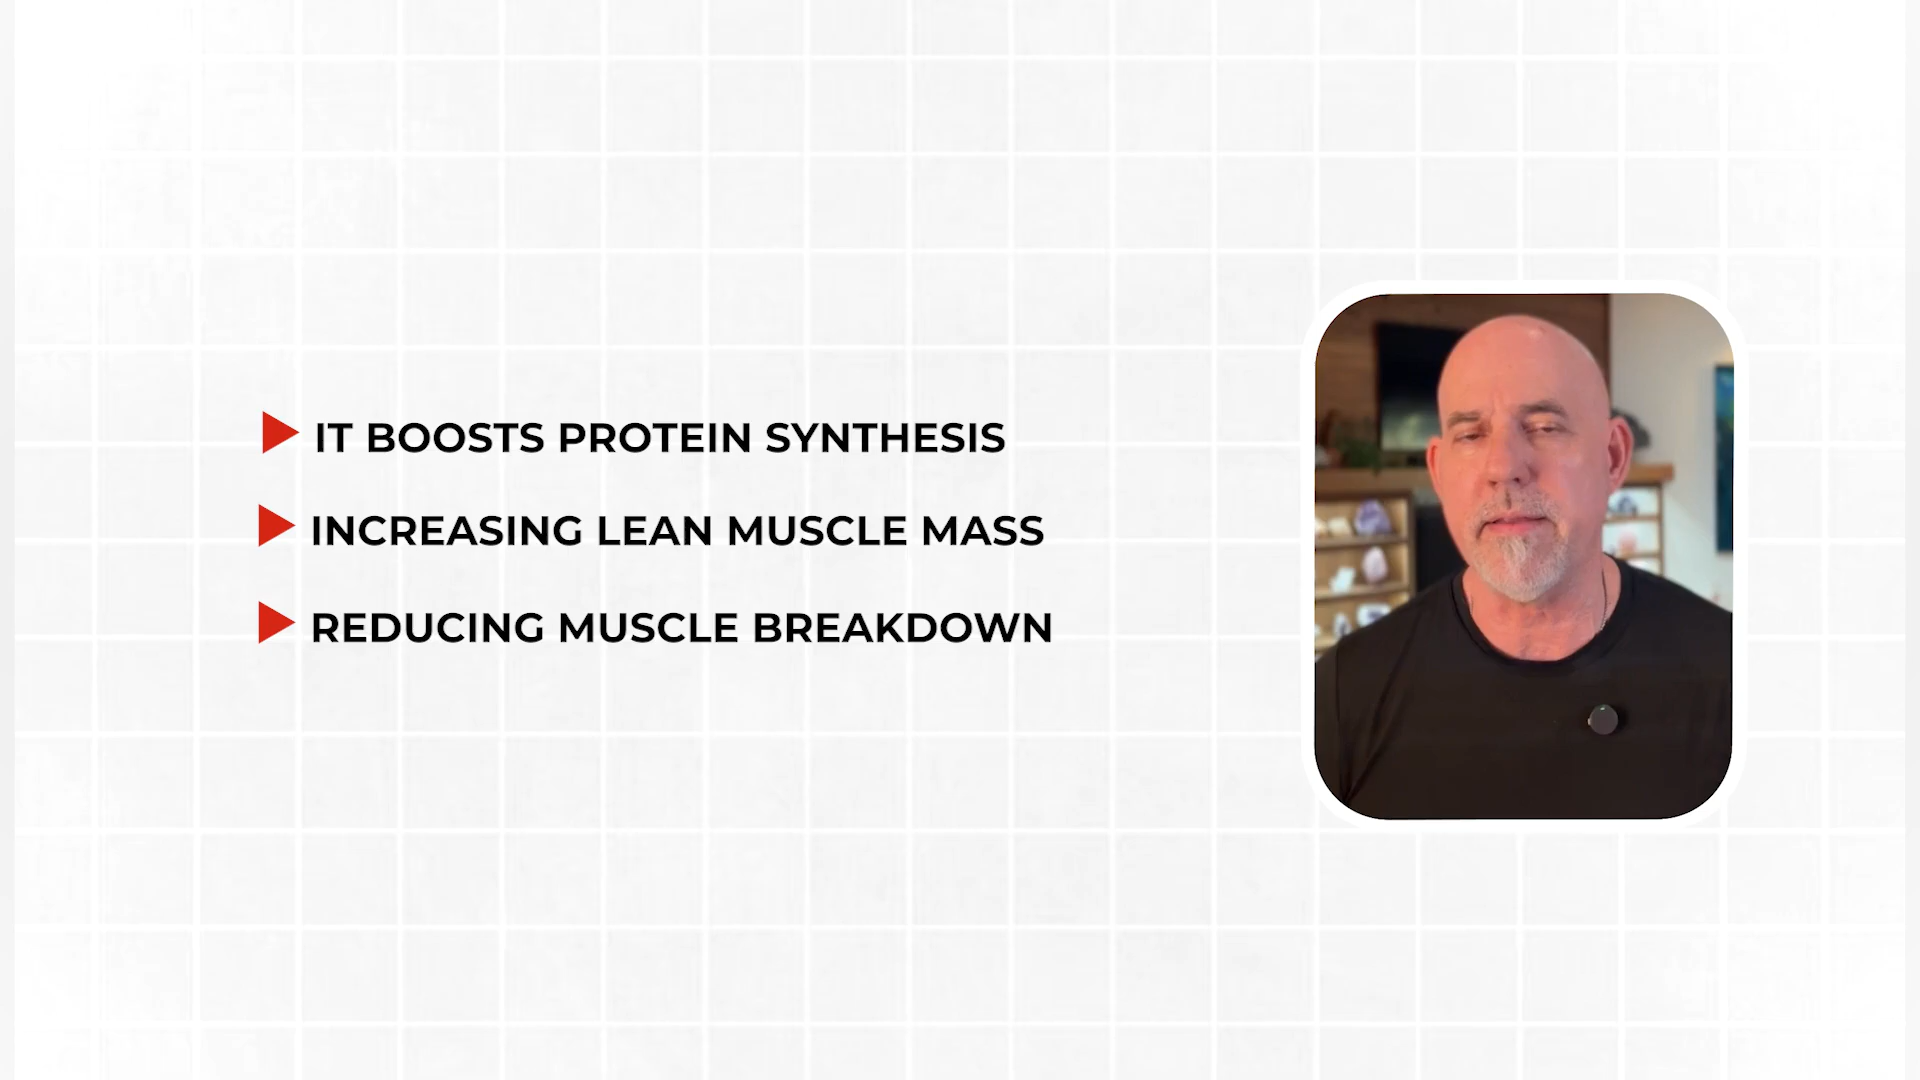 IT BOOSTS PROTEIN SYNTHESIS
INCREASING LEAN MUSCLE MASS
REDUCING MUSCLE BREAKDOWN